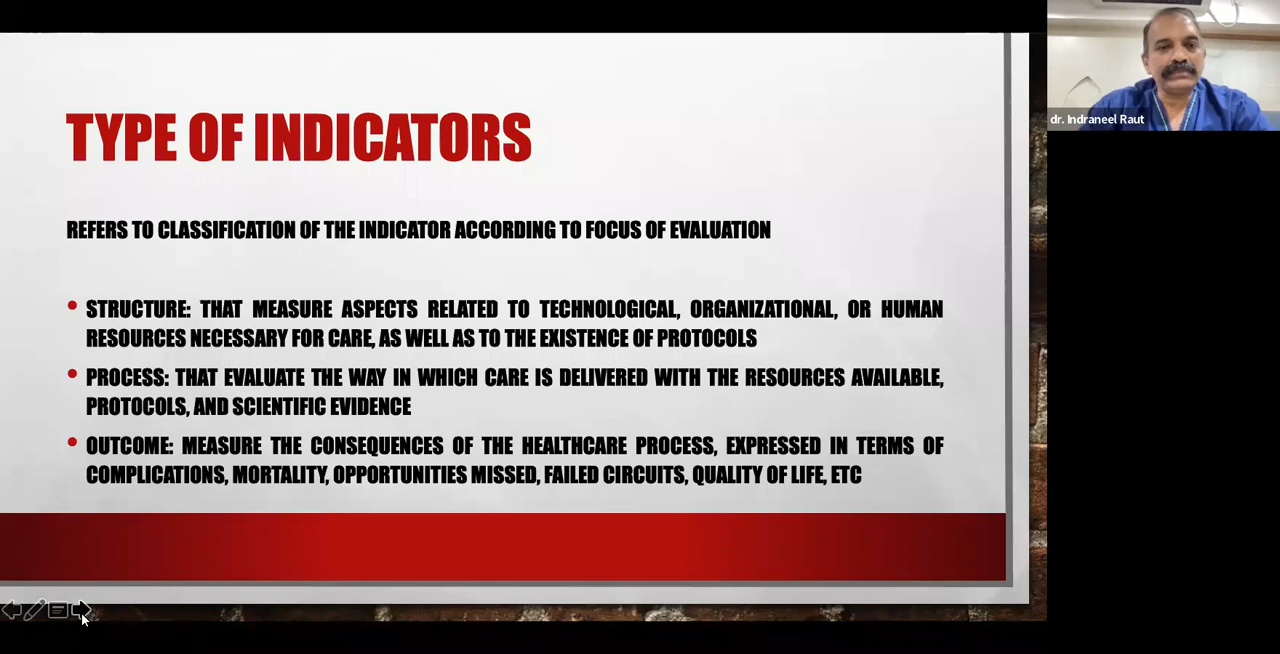 TYPE OF INDICATORS
REFERS TO CLASSIFICATION OF THE INDICATOR ACCORDING TO FOCUS OF EVALUATION
• STRUCTURE: THAT MEASURE ASPECTS RELATED TO TECHNOLOGICAL, ORGANIZATIONAL, OR HUMAN
RESOURCES NECESSARY FOR CARE, AS WELL AS TO THE EXISTENCE OF PROTOCOLS
• PROCESS: THAT EVALUATE THE WAY IN WHICH CARE IS DELIVERED WITH THE RESOURCES AVAILABLE,
PROTOCOLS, AND SCIENTIFIC EVIDENCE
• OUTCOME: MEASURE THE CONSEQUENCES OF THE HEALTHCARE PROCESS, EXPRESSED IN TERMS OF
COMPLICATIONS, MORTALITY, OPPORTUNITIES MISSED, FAILED CIRCUITS, QUALITY OF LIFE, ETC
dr. Indraneel Raut